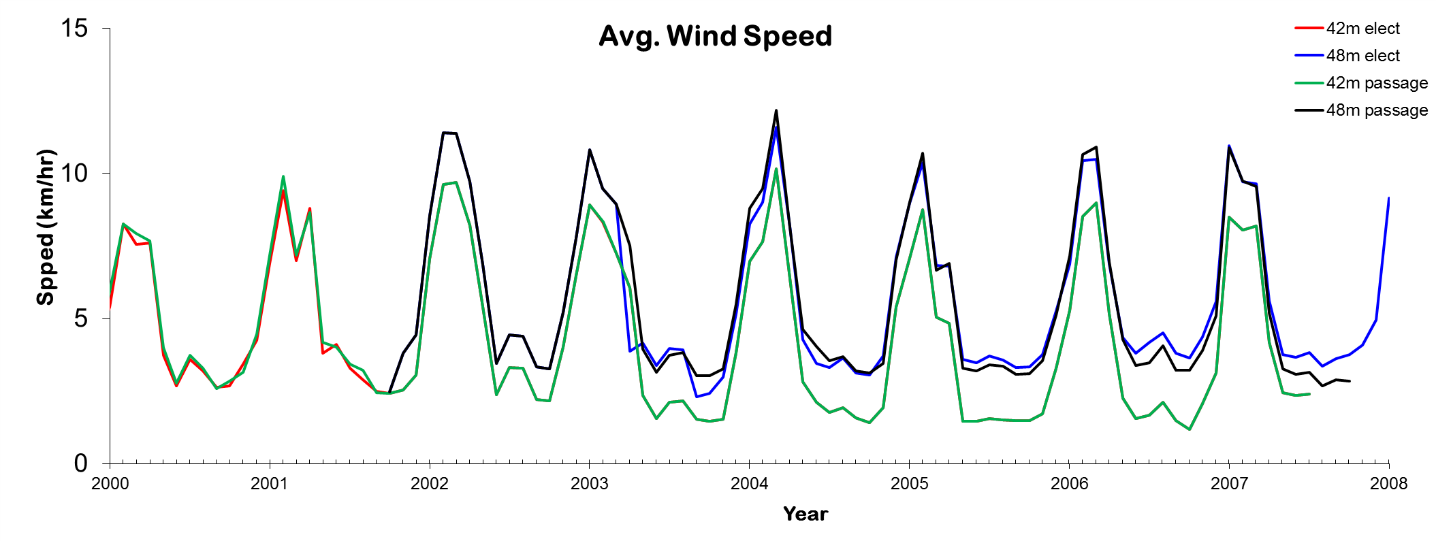 Avg. Wind Speed
42m elect
48m elect
42m passage
48m passage
Speed (km/hr)
15
10
5
0
2000 2001 2002 2003 2004 2005 2006 2007 2008
Year